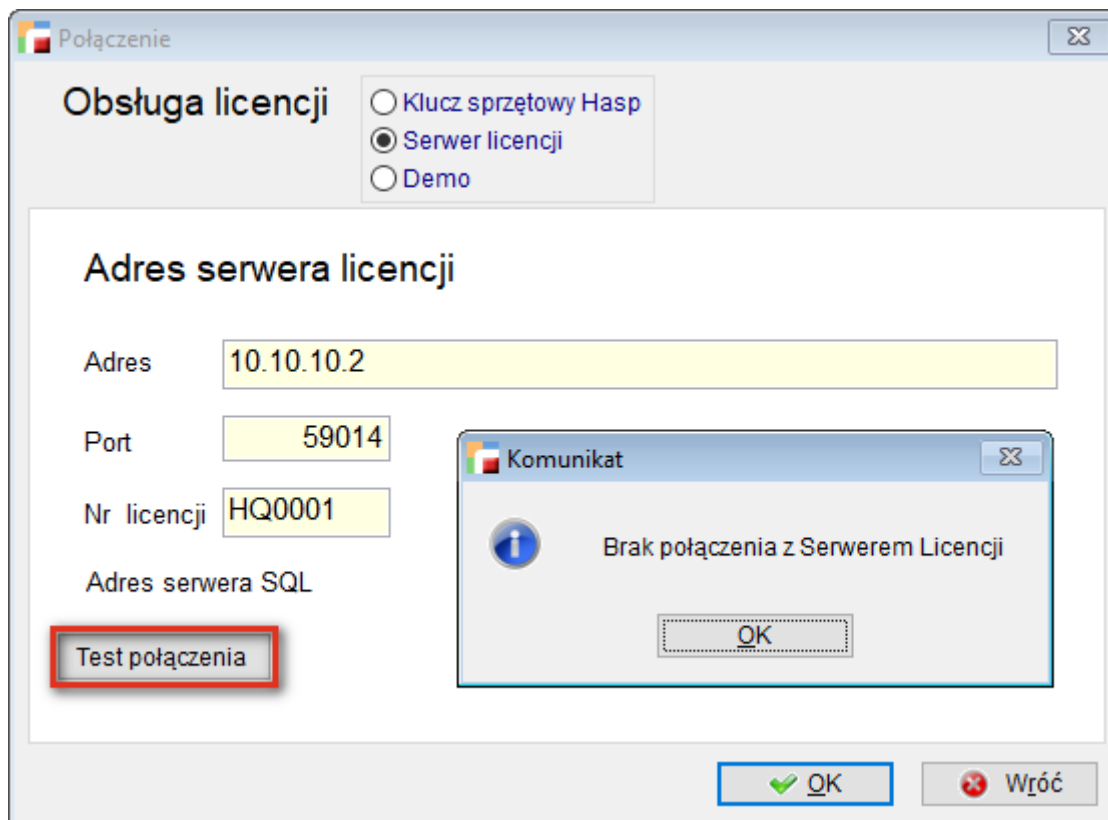 Połączenie
Obsługa licencji
Klucz sprzętowy Hasp
Serwer licencji
Demo
Adres serwera licencji
Adres 10.10.10.2
Port 59014
Nr licencji HQ0001
Adres serwera SQL
Test połączenia
Komunikat
Brak połączenia z Serwerem Licencji
OK
OK
Wróć